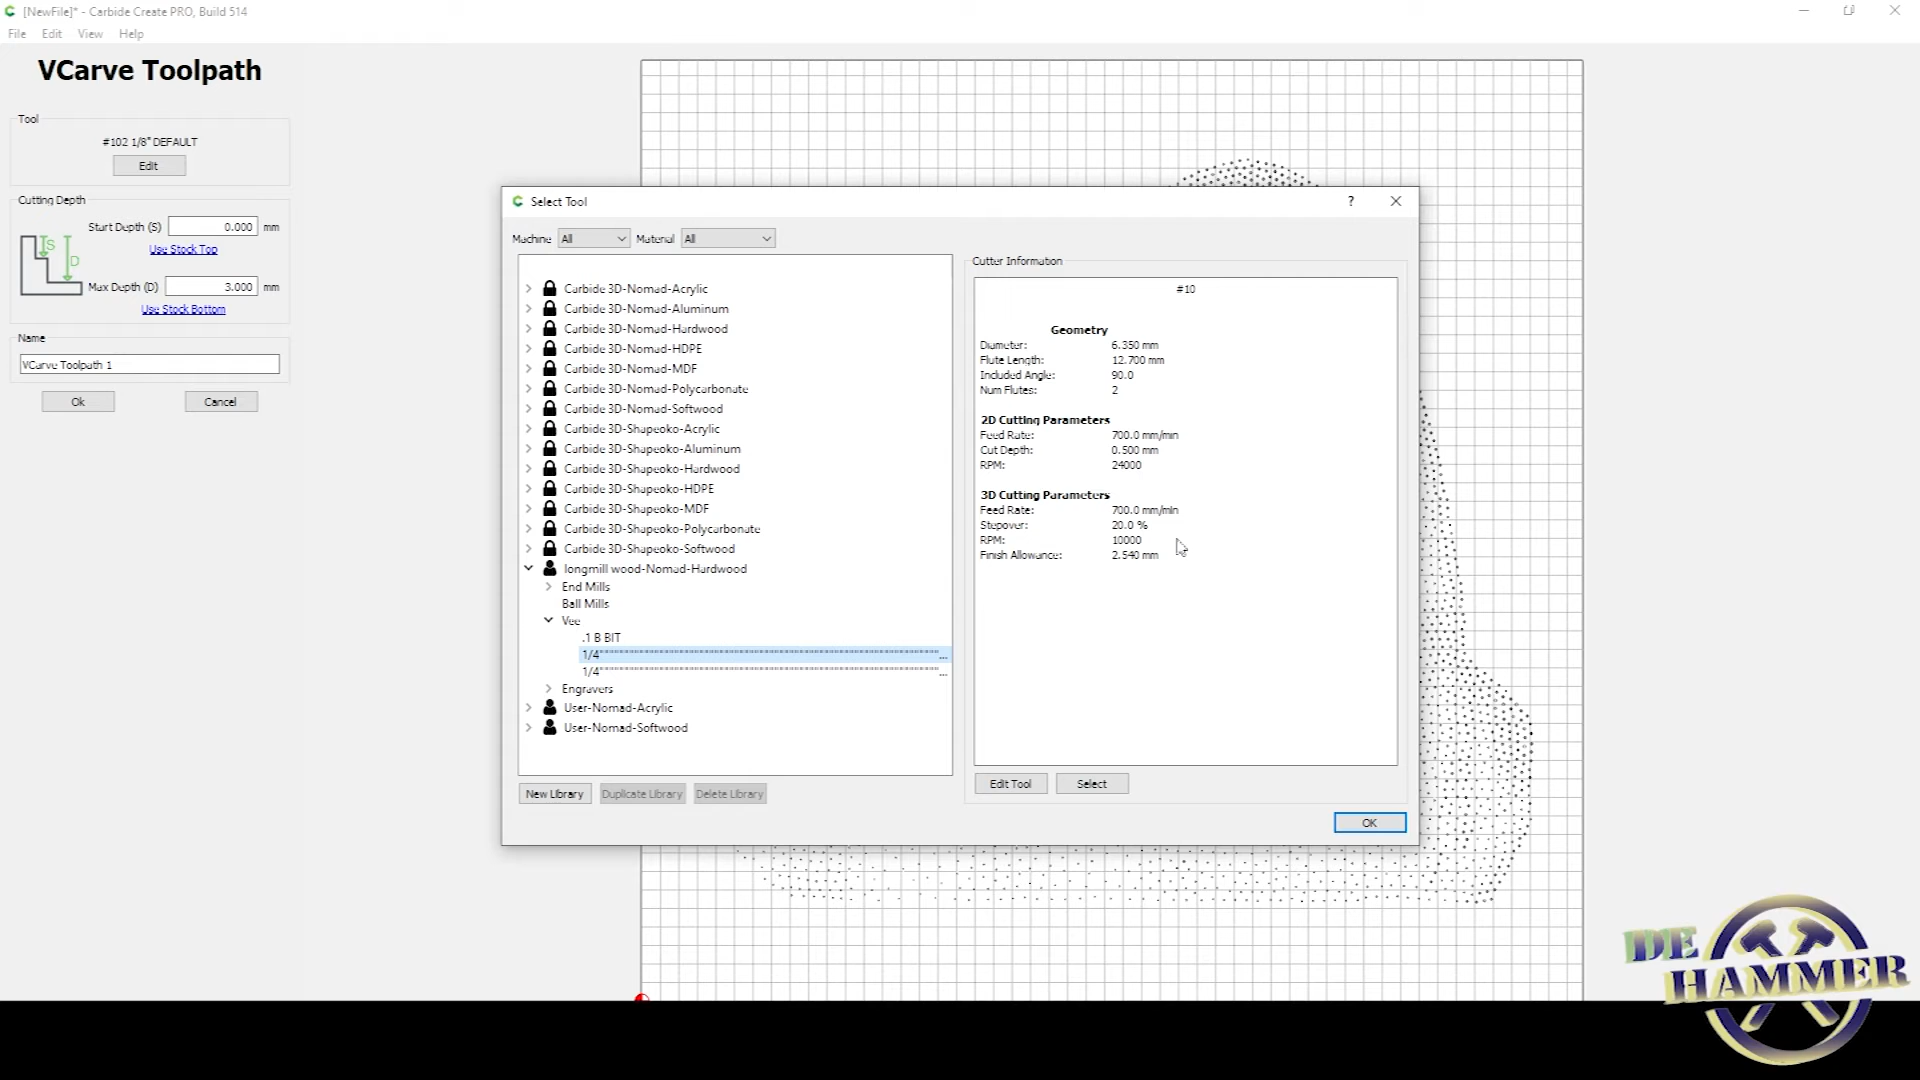 [NewFile]* - Carbide Create PRO, Build 514
File Edit View Help
VCarve Toolpath
Tool
#102 1/8" DEFAULT
Edit
Cutting Depth
Start Depth (S) 0.000 mm
Use Stock Top
S
D
Max Depth (D) 3.000 mm
Use Stock Bottom
Name
VCarve Toolpath 1
Ok Cancel
Select Tool ?
Machine All Material All
Carbide 3D-Nomad-Acrylic
Carbide 3D-Nomad-Aluminum
Carbide 3D-Nomad-Hardwood
Carbide 3D-Nomad-HDPE
Carbide 3D-Nomad-MDF
Carbide 3D-Nomad-Polycarbonate
Carbide 3D-Nomad-Softwood
Carbide 3D-Shapeoko-Acrylic
Carbide 3D-Shapeoko-Aluminum
Carbide 3D-Shapeoko-Hardwood
Carbide 3D-Shapeoko-HDPE
Carbide 3D-Shapeoko-MDF
Carbide 3D-Shapeoko-Polycarbonate
Carbide 3D-Shapeoko-Softwood
longmill wood-Nomad-Hardwood
End Mills
Ball Mills
Vee
.1 B BIT
1/4"...
1/4"...
Engravers
User-Nomad-Acrylic
User-Nomad-Softwood
New Library Duplicate Library Delete Library
Cutter Information
#10
Geometry
Diameter: 6.350 mm
Flute Length: 12.700 mm
Included Angle: 90.0
Num Flutes: 2
2D Cutting Parameters
Feed Rate: 700.0 mm/min
Cut Depth: 0.500 mm
RPM: 24000
3D Cutting Parameters
Feed Rate: 700.0 mm/min
Stepover: 20.0 %
RPM: 10000
Finish Allowance: 2.540 mm
Edit Tool Select
OK
DE
HAMMER